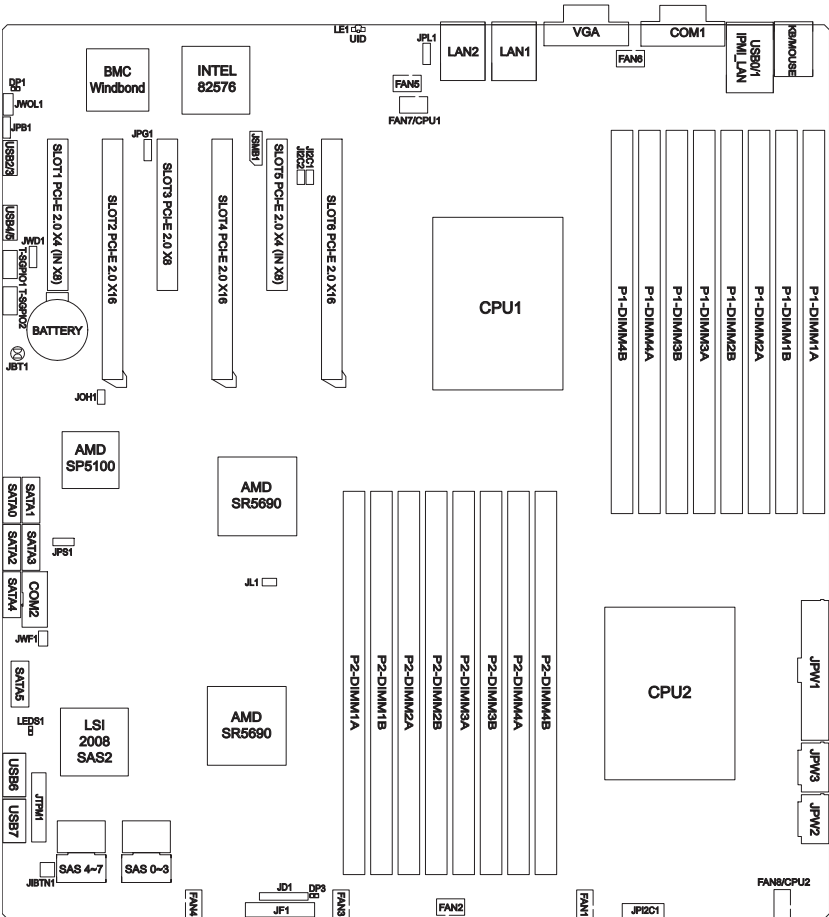 LE1
UID
JPL1
LAN2
LAN1
VGA
COM1
USB0/1
IPMI_LAN
KB/MOUSE
FAN6
FAN5
FAN7/CPU1
BMC
Windbond
INTEL
82576
DP1
JWOL1
JPB1
USB2/3
USB4/5
JWD1
T-SGPIO1
T-SGPIO2
JPG1
JSMB1
JI2C2
JI2C1
SLOT1 PCI-E 2.0 X4 (IN X8)
SLOT2 PCI-E 2.0 X16
SLOT3 PCI-E 2.0 X8
SLOT4 PCI-E 2.0 X16
SLOT5 PCI-E 2.0 X4 (IN X8)
SLOT6 PCI-E 2.0 X16
BATTERY
JBT1
JOH1
CPU1
P1-DIMM4B
P1-DIMM4A
P1-DIMM3B
P1-DIMM3A
P1-DIMM2B
P1-DIMM2A
P1-DIMM1B
P1-DIMM1A
AMD
SP5100
AMD
SR5690
SATA0
SATA1
SATA2
SATA3
SATA4
COM2
JPS1
JL1
JWF1
SATA5
LEDS1
LSI
2008
SAS2
AMD
SR5690
P2-DIMM1A
P2-DIMM1B
P2-DIMM2A
P2-DIMM2B
P2-DIMM3A
P2-DIMM3B
P2-DIMM4A
P2-DIMM4B
CPU2
JPW1
JPW3
JPW2
USB6
USB7
JTPM1
JIBTN1
SAS 4~7
SAS 0~3
FAN4
JD1
DP3
JF1
FAN3
FAN2
FAN1
JPI2C1
FAN8/CPU2